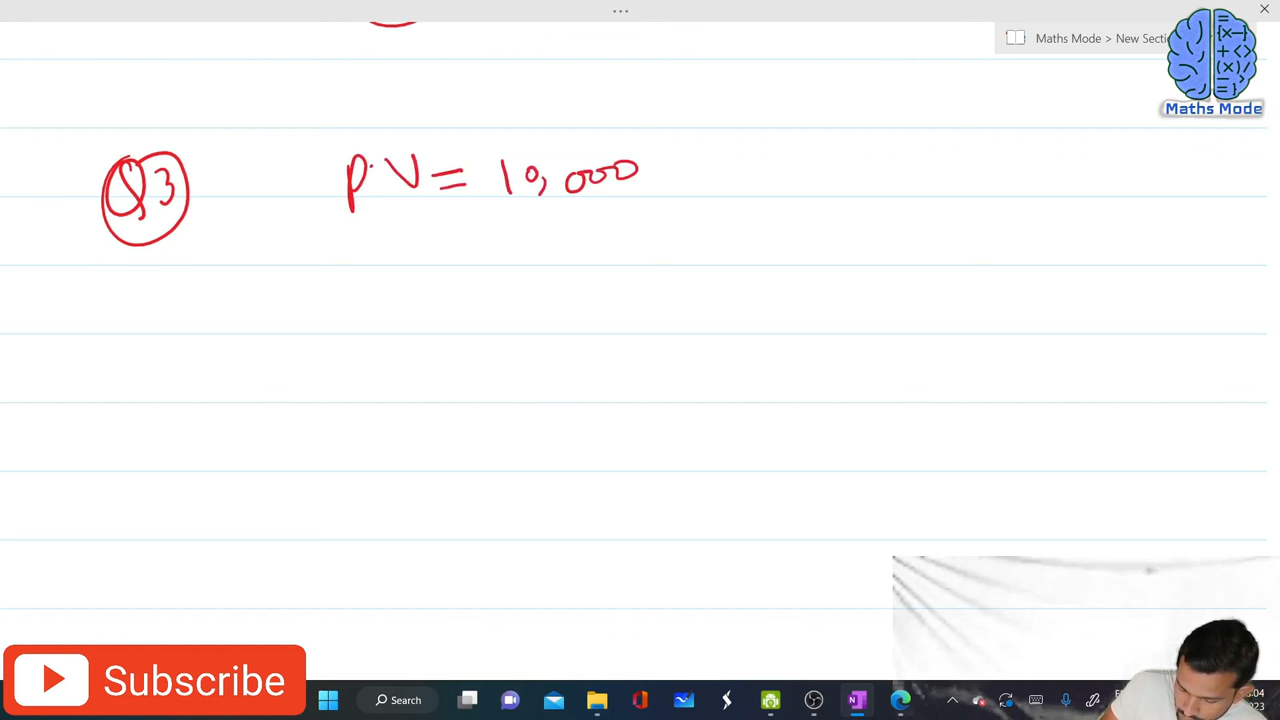 Maths Mode > New Secti
Maths Mode
Q3 P.V = 10,000
Subscribe
Search